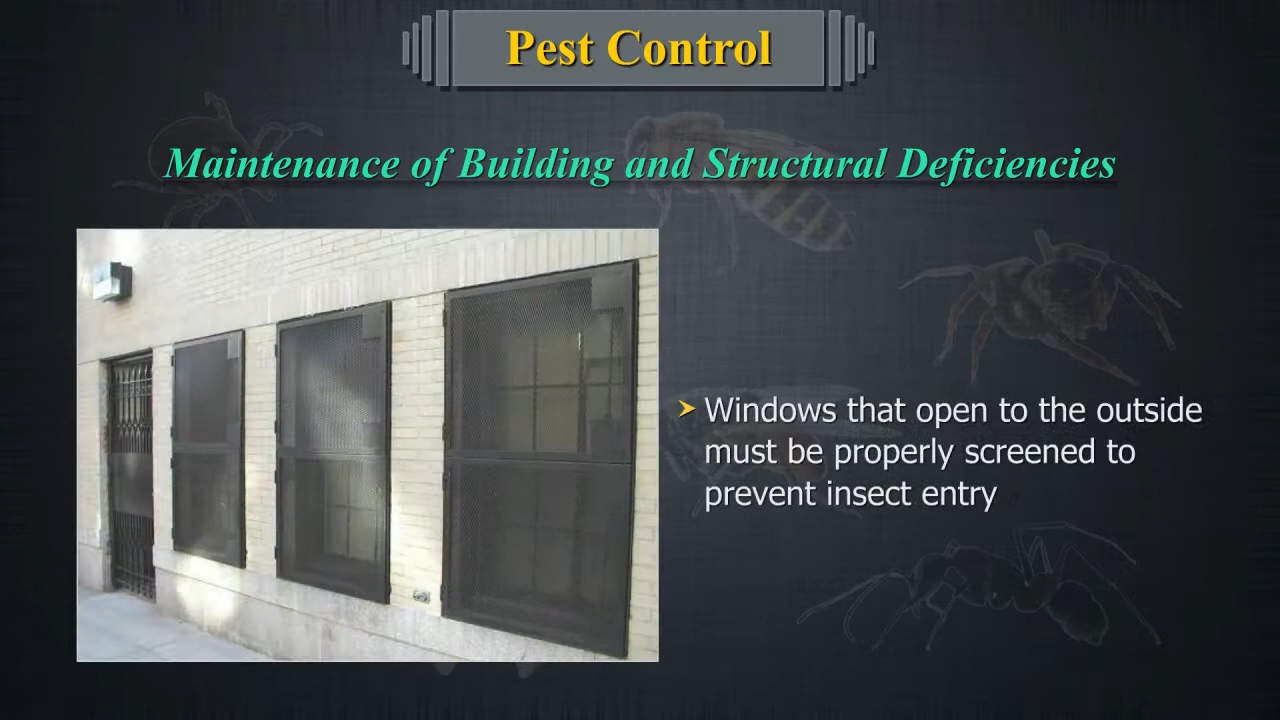 Pest Control
Maintenance of Building and Structural Deficiencies
Windows that open to the outside
must be properly screened to
prevent insect entry